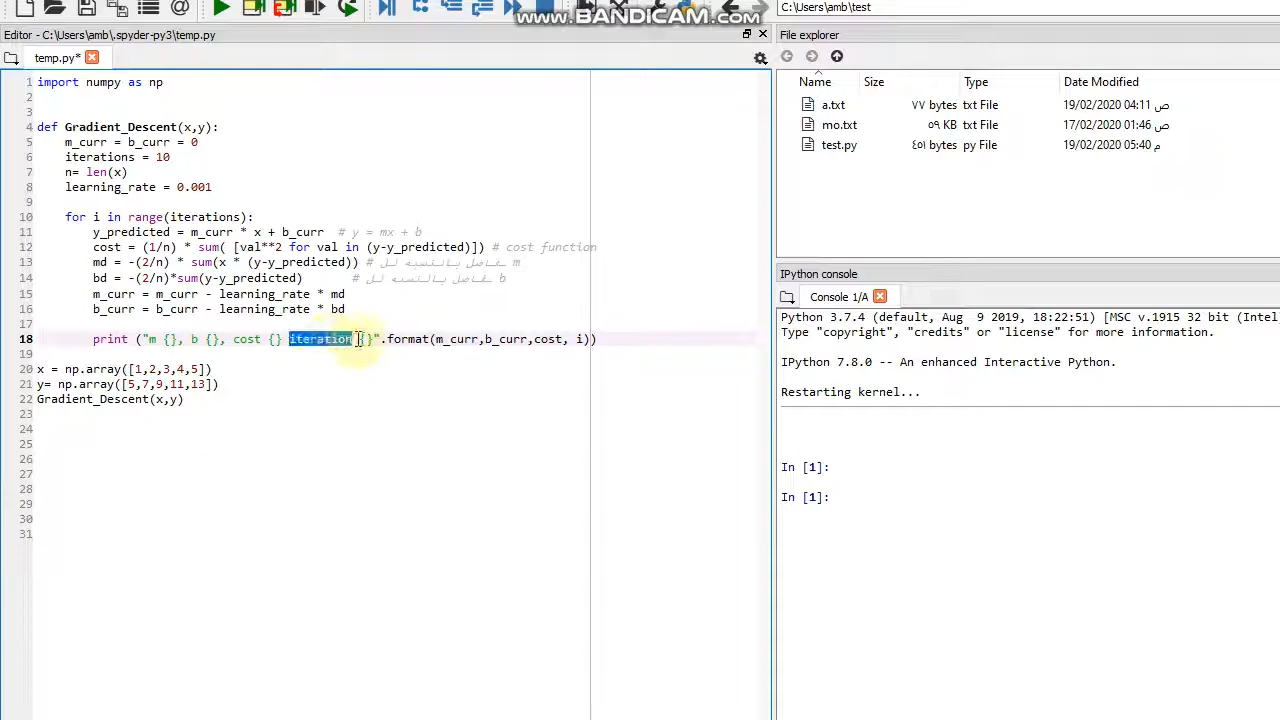 www.BANDICAM.com
C:\Users\amb\test
Editor - C:\Users\amb\.spyder-py3\temp.py
temp.py*
1 import numpy as np
2
3
4 def Gradient_Descent(x,y):
5 m_curr = b_curr = 0
6 iterations = 10
7 n= len(x)
8 learning_rate = 0.001
9
10 for i in range(iterations):
11 y_predicted = m_curr * x + b_curr # y = mx + b
12 cost = (1/n) * sum( [val**2 for val in (y-y_predicted)]) # cost function
13 md = -(2/n) * sum(x * (y-y_predicted)) # تفاضل بالنسبه لل m
14 bd = -(2/n)*sum(y-y_predicted) # تفاضل بالنسبه لل b
15 m_curr = m_curr - learning_rate * md
16 b_curr = b_curr - learning_rate * bd
17
18 print ("m {}, b {}, cost {} iteration {}".format(m_curr,b_curr,cost, i))
19
20 x = np.array([1,2,3,4,5])
21 y= np.array([5,7,9,11,13])
22 Gradient_Descent(x,y)
23
24
25
26
27
28
29
30
31
File explorer
Name Size Type Date Modified
a.txt ٧٧ bytes txt File 19/02/2020 04:11 ص
mo.txt ٥٩ KB txt File 17/02/2020 01:46 ص
test.py ٤٥١ bytes py File 19/02/2020 05:40 م
IPython console
Console 1/A
Python 3.7.4 (default, Aug 9 2019, 18:22:51) [MSC v.1915 32 bit (Intel
Type "copyright", "credits" or "license" for more information.
IPython 7.8.0 -- An enhanced Interactive Python.
Restarting kernel...
In [1]:
In [1]: